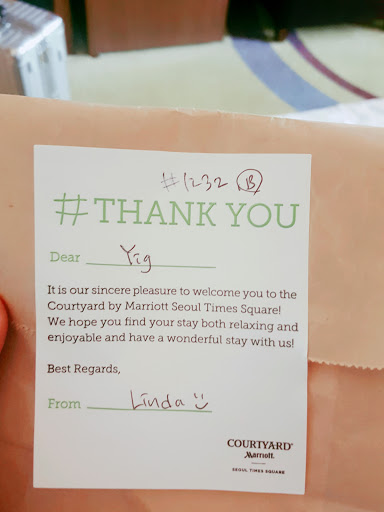 #1232 B
#THANK YOU
Dear Yig
It is our sincere pleasure to welcome you to the
Courtyard by Marriott Seoul Times Square!
We hope you find your stay both relaxing and
enjoyable and have a wonderful stay with us!
Best Regards,
From Linda
COURTYARD®
Marriott
SEOUL TIMES SQUARE